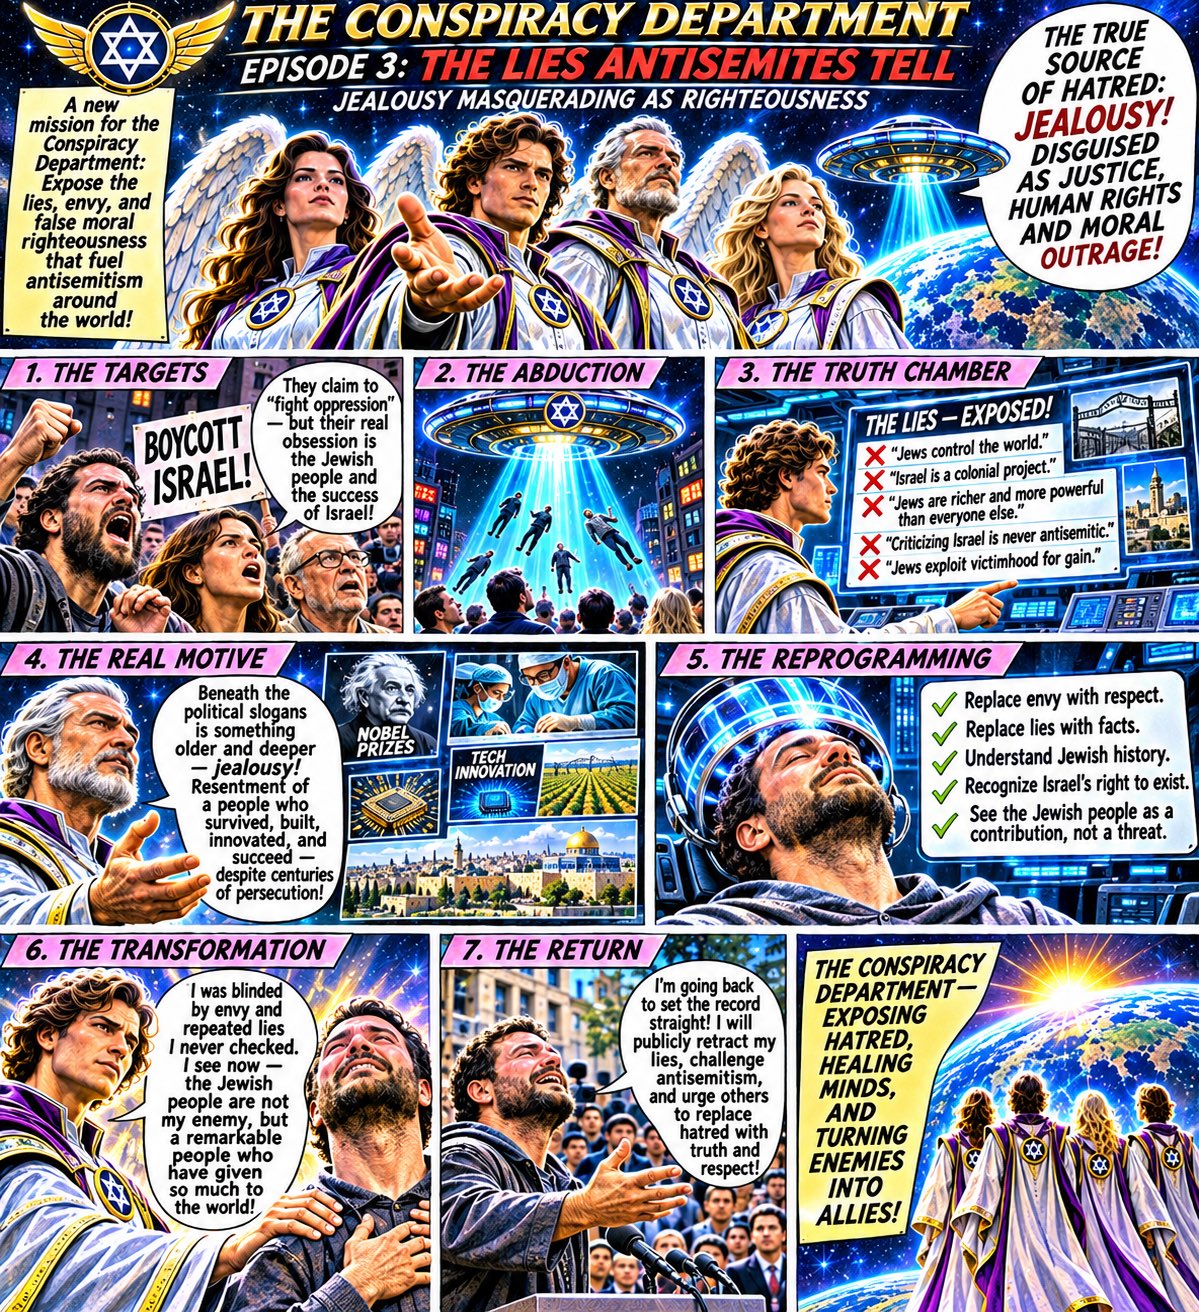 THE CONSPIRACY DEPARTMENT
EPISODE 3: THE LIES ANTISEMITES TELL
JEALOUSY MASQUERADING AS RIGHTEOUSNESS
A new
mission for the
Conspiracy
Department:
Expose the
lies, envy, and
false moral
righteousness
that fuel
antisemitism
around
the world!
THE TRUE
SOURCE
OF HATRED:
JEALOUSY!
DISGUISED
AS JUSTICE,
HUMAN RIGHTS
AND MORAL
OUTRAGE!
1. THE TARGETS
BOYCOTT
ISRAEL!
They claim to
"fight oppression"
— but their real
obsession is
the Jewish
people and
the success
of Israel!
2. THE ABDUCTION
3. THE TRUTH CHAMBER
THE LIES — EXPOSED!
"Jews control the world."
"Israel is a colonial project."
"Jews are richer and more powerful
than everyone else."
"Criticizing Israel is never antisemitic."
"Jews exploit victimhood for gain."
4. THE REAL MOTIVE
Beneath the
political slogans
is something
older and deeper
— jealousy!
Resentment of
a people who
survived, built,
innovated, and
succeed —
despite centuries
of persecution!
NOBEL
PRIZES
TECH
INNOVATION
5. THE REPROGRAMMING
Replace envy with respect.
Replace lies with facts.
Understand Jewish history.
Recognize Israel's right to exist.
See the Jewish people as a
contribution, not a threat.
6. THE TRANSFORMATION
I was blinded
by envy and
repeated lies
I never checked.
I see now —
the Jewish
people are not
my enemy, but
a remarkable
people who
have given
so much to
the world!
7. THE RETURN
I'm going back
to set the record
straight! I will
publicly retract my
lies, challenge
antisemitism,
and urge others
to replace
hatred with
truth and
respect!
THE CONSPIRACY
DEPARTMENT—
EXPOSING
HATRED,
HEALING
MINDS,
AND
TURNING
ENEMIES
INTO
ALLIES!